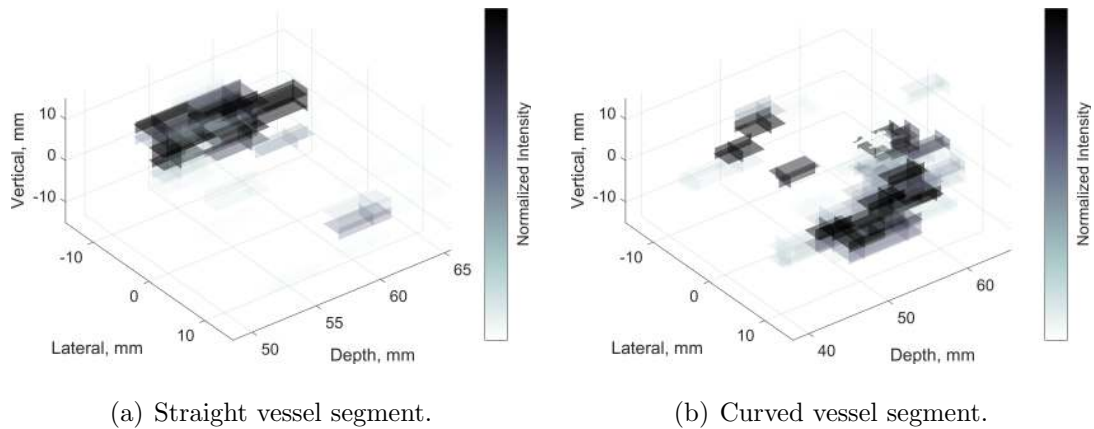 10
0
-10
Vertical, mm
-10
0
10
Lateral, mm
50
55
60
65
Depth, mm
Normalized Intensity
(a) Straight vessel segment.
10
0
-10
Vertical, mm
-10
0
10
Lateral, mm
40
50
60
Depth, mm
Normalized Intensity
(b) Curved vessel segment.